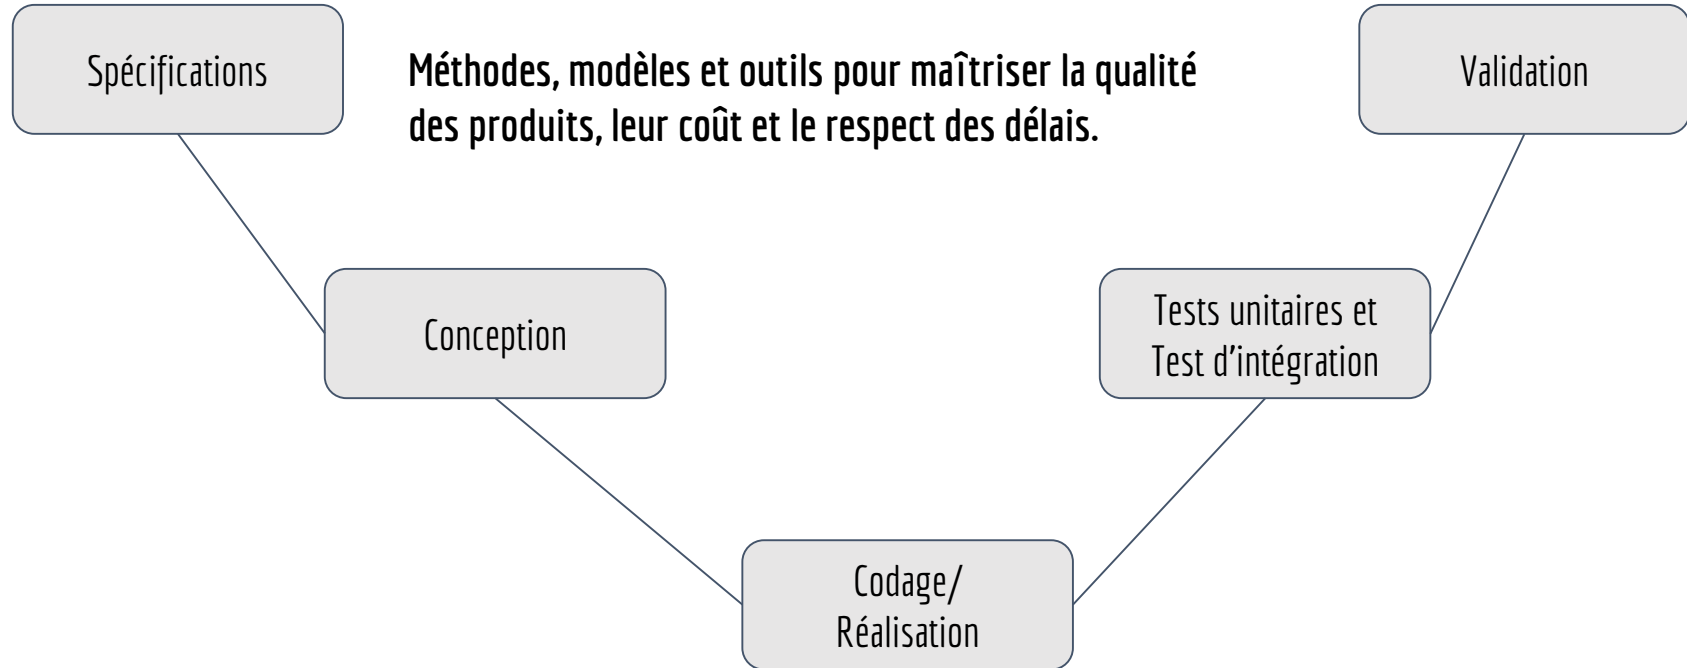 Spécifications
Méthodes, modèles et outils pour maîtriser la qualité
des produits, leur coût et le respect des délais.
Validation
Conception
Tests unitaires et
Test d'intégration
Codage/
Réalisation